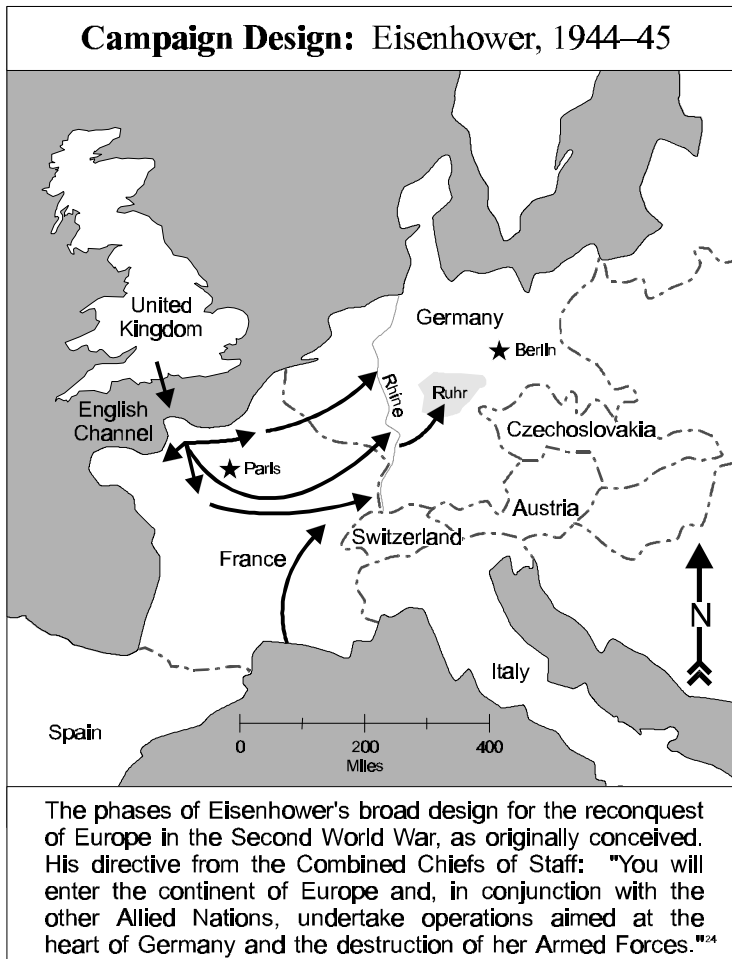 Campaign Design: Eisenhower, 1944–45
United
Kingdom
Germany
Berlin
Rhine
Ruhr
English
Channel
Paris
Czechoslovakia
Austria
Switzerland
France
N
Italy
Spain
0 200 400
Miles
The phases of Eisenhower's broad design for the reconquest
of Europe in the Second World War, as originally conceived.
His directive from the Combined Chiefs of Staff: "You will
enter the continent of Europe and, in conjunction with the
other Allied Nations, undertake operations aimed at the
heart of Germany and the destruction of her Armed Forces."24